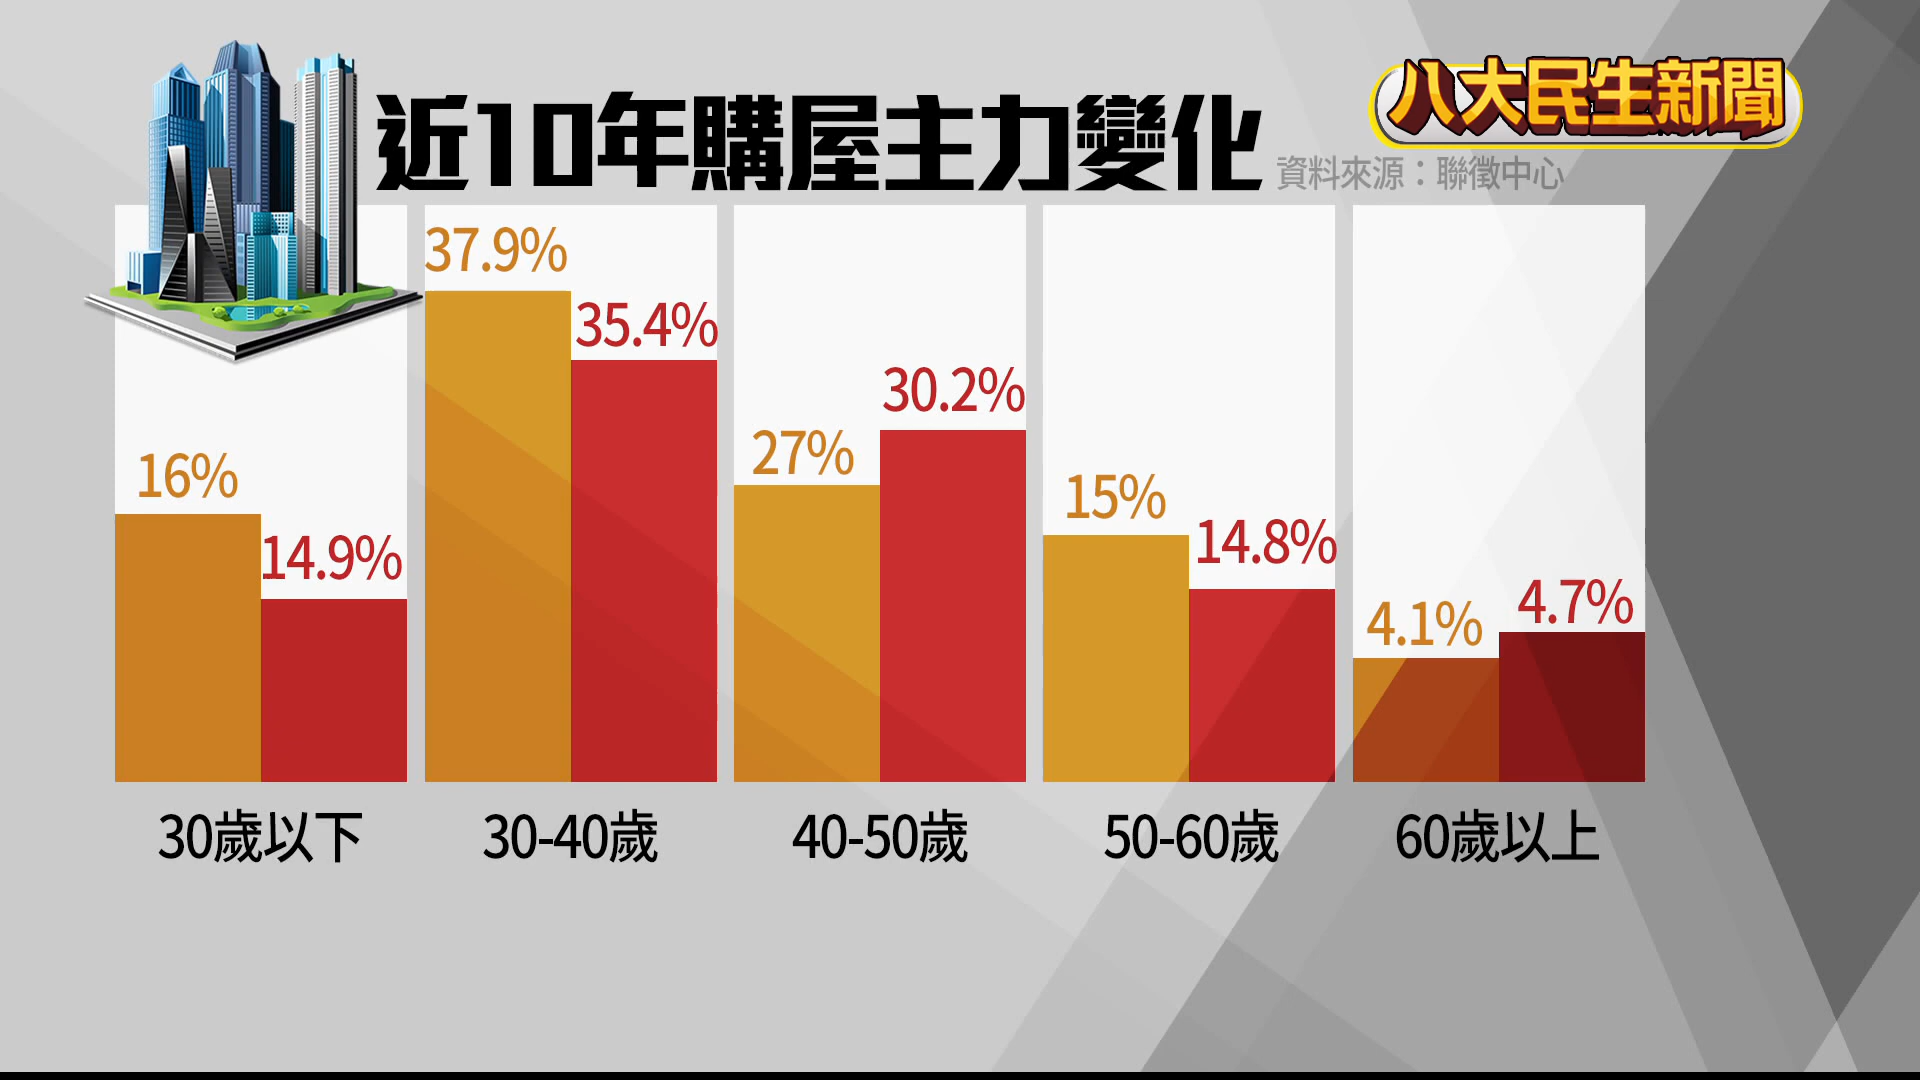 近10年購屋主力變化
八大民生新聞
資料來源：聯徵中心
16%
14.9%
37.9%
35.4%
27%
30.2%
15%
14.8%
4.1%
4.7%
30歲以下
30-40歲
40-50歲
50-60歲
60歲以上